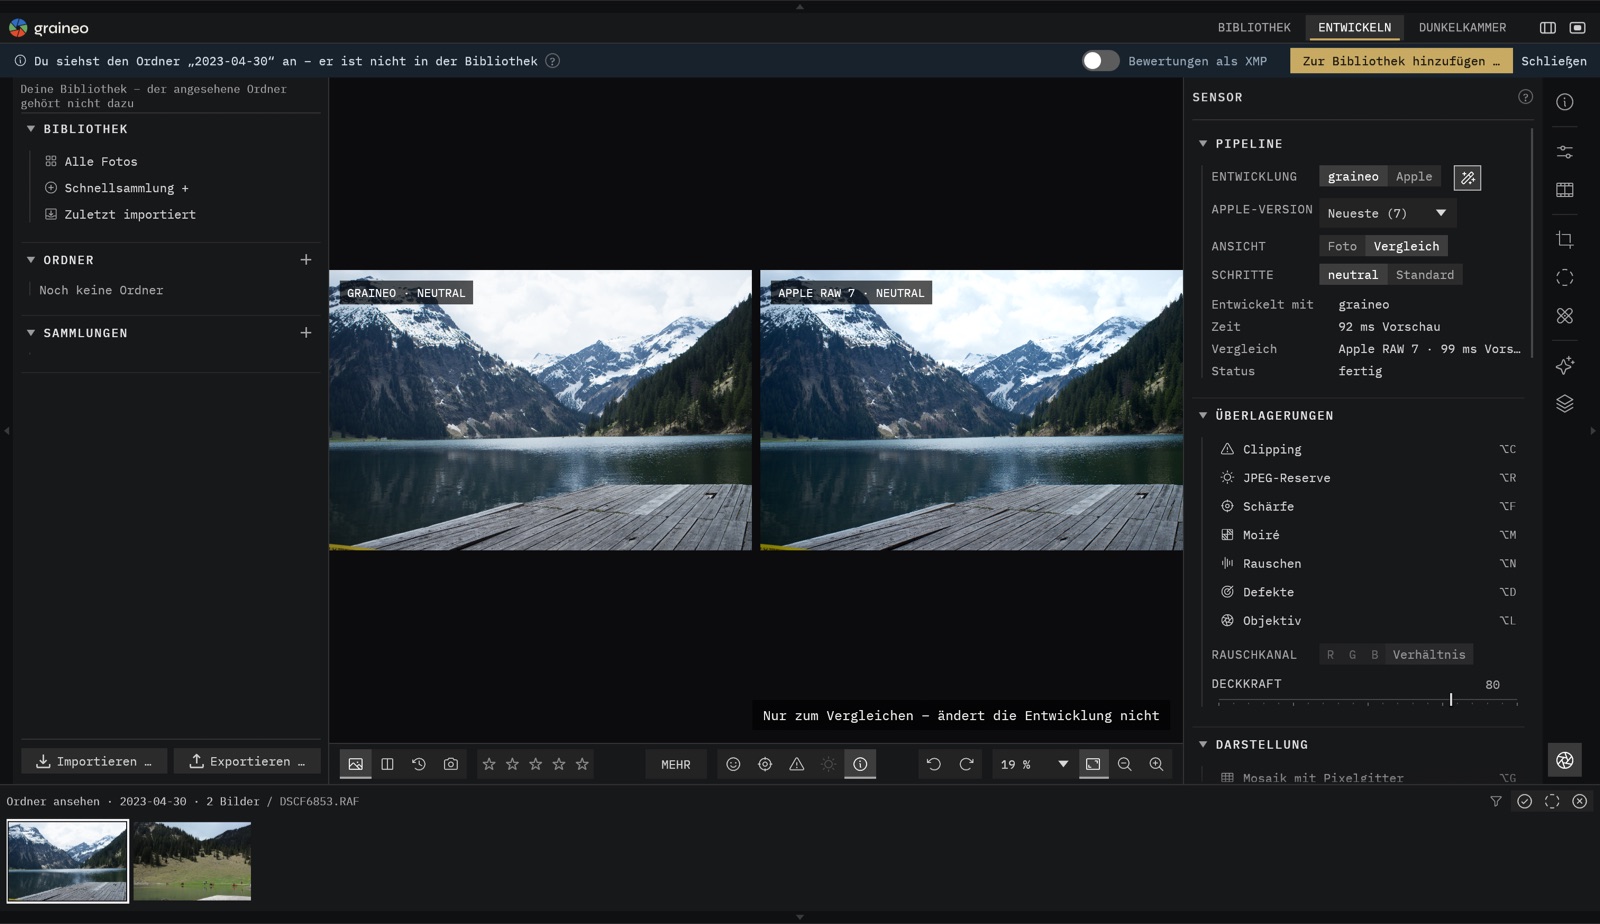 graineo
BIBLIOTHEK
ENTWICKELN
DUNKELKAMMER
Du siehst den Ordner „2023-04-30“ an – er ist nicht in der Bibliothek ?
Bewertungen als XMP
Zur Bibliothek hinzufügen …
Schließen
Deine Bibliothek – der angesehene Ordner
gehört nicht dazu
BIBLIOTHEK
Alle Fotos
Schnellsammlung +
Zuletzt importiert
ORDNER +
Noch keine Ordner
SAMMLUNGEN +
Importieren …
Exportieren …
GRAINEO · NEUTRAL
APPLE RAW 7 · NEUTRAL
Nur zum Vergleichen – ändert die Entwicklung nicht
MEHR
19 %
SENSOR ?
PIPELINE
ENTWICKLUNG graineo Apple
APPLE-VERSION Neueste (7)
ANSICHT Foto Vergleich
SCHRITTE neutral Standard
Entwickelt mit graineo
Zeit 92 ms Vorschau
Vergleich Apple RAW 7 · 99 ms Vors…
Status fertig
ÜBERLAGERUNGEN
Clipping ⌥C
JPEG-Reserve ⌥R
Schärfe ⌥F
Moiré ⌥M
Rauschen ⌥N
Defekte ⌥D
Objektiv ⌥L
RAUSCHKANAL R G B Verhältnis
DECKKRAFT 80
DARSTELLUNG
Mosaik mit Pixelgitter ⌥G
Ordner ansehen · 2023-04-30 · 2 Bilder / DSCF6853.RAF